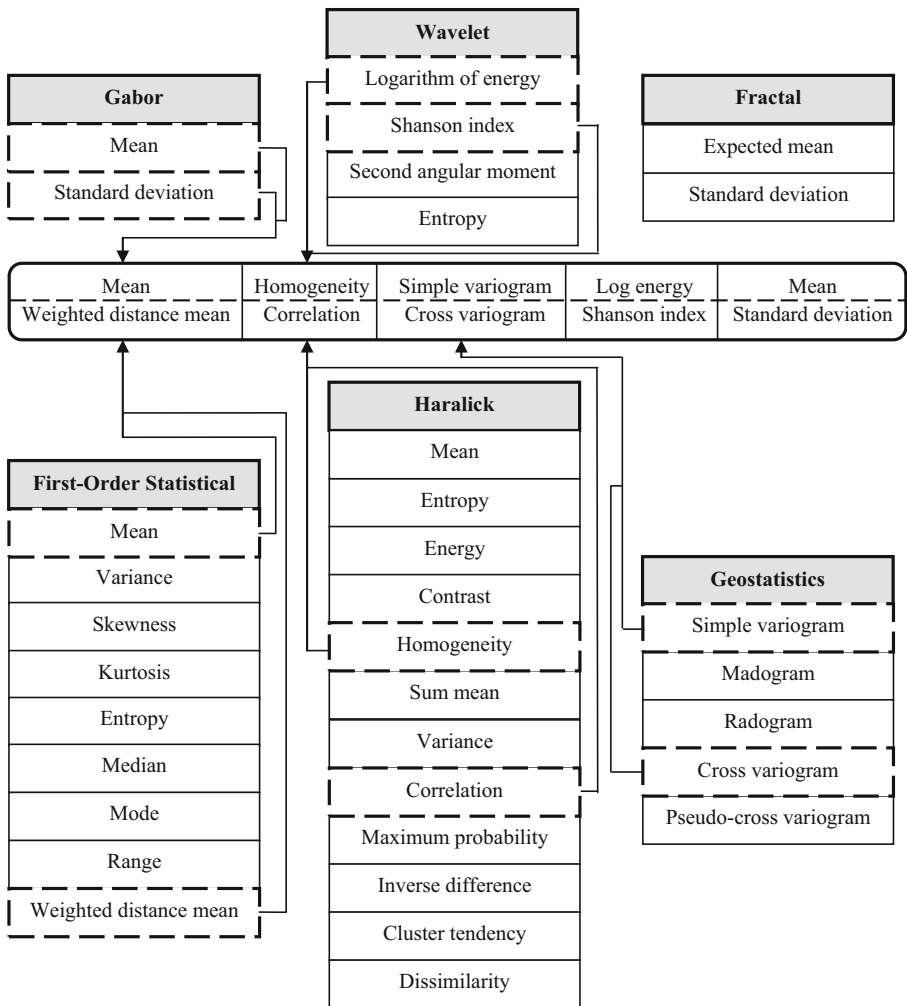 Wavelet
Logarithm of energy
Shanson index
Second angular moment
Entropy
Gabor
Mean
Standard deviation
Fractal
Expected mean
Standard deviation
Mean
Weighted distance mean
Homogeneity
Correlation
Simple variogram
Cross variogram
Log energy
Shanson index
Mean
Standard deviation
First-Order Statistical
Mean
Variance
Skewness
Kurtosis
Entropy
Median
Mode
Range
Weighted distance mean
Haralick
Mean
Entropy
Energy
Contrast
Homogeneity
Sum mean
Variance
Correlation
Maximum probability
Inverse difference
Cluster tendency
Dissimilarity
Geostatistics
Simple variogram
Madogram
Radogram
Cross variogram
Pseudo-cross variogram